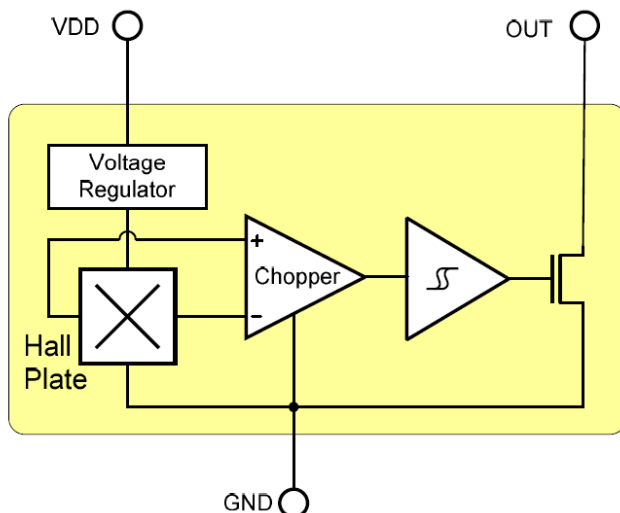 VDD
OUT
Voltage
Regulator
+
Chopper
-
Hall
Plate
GND